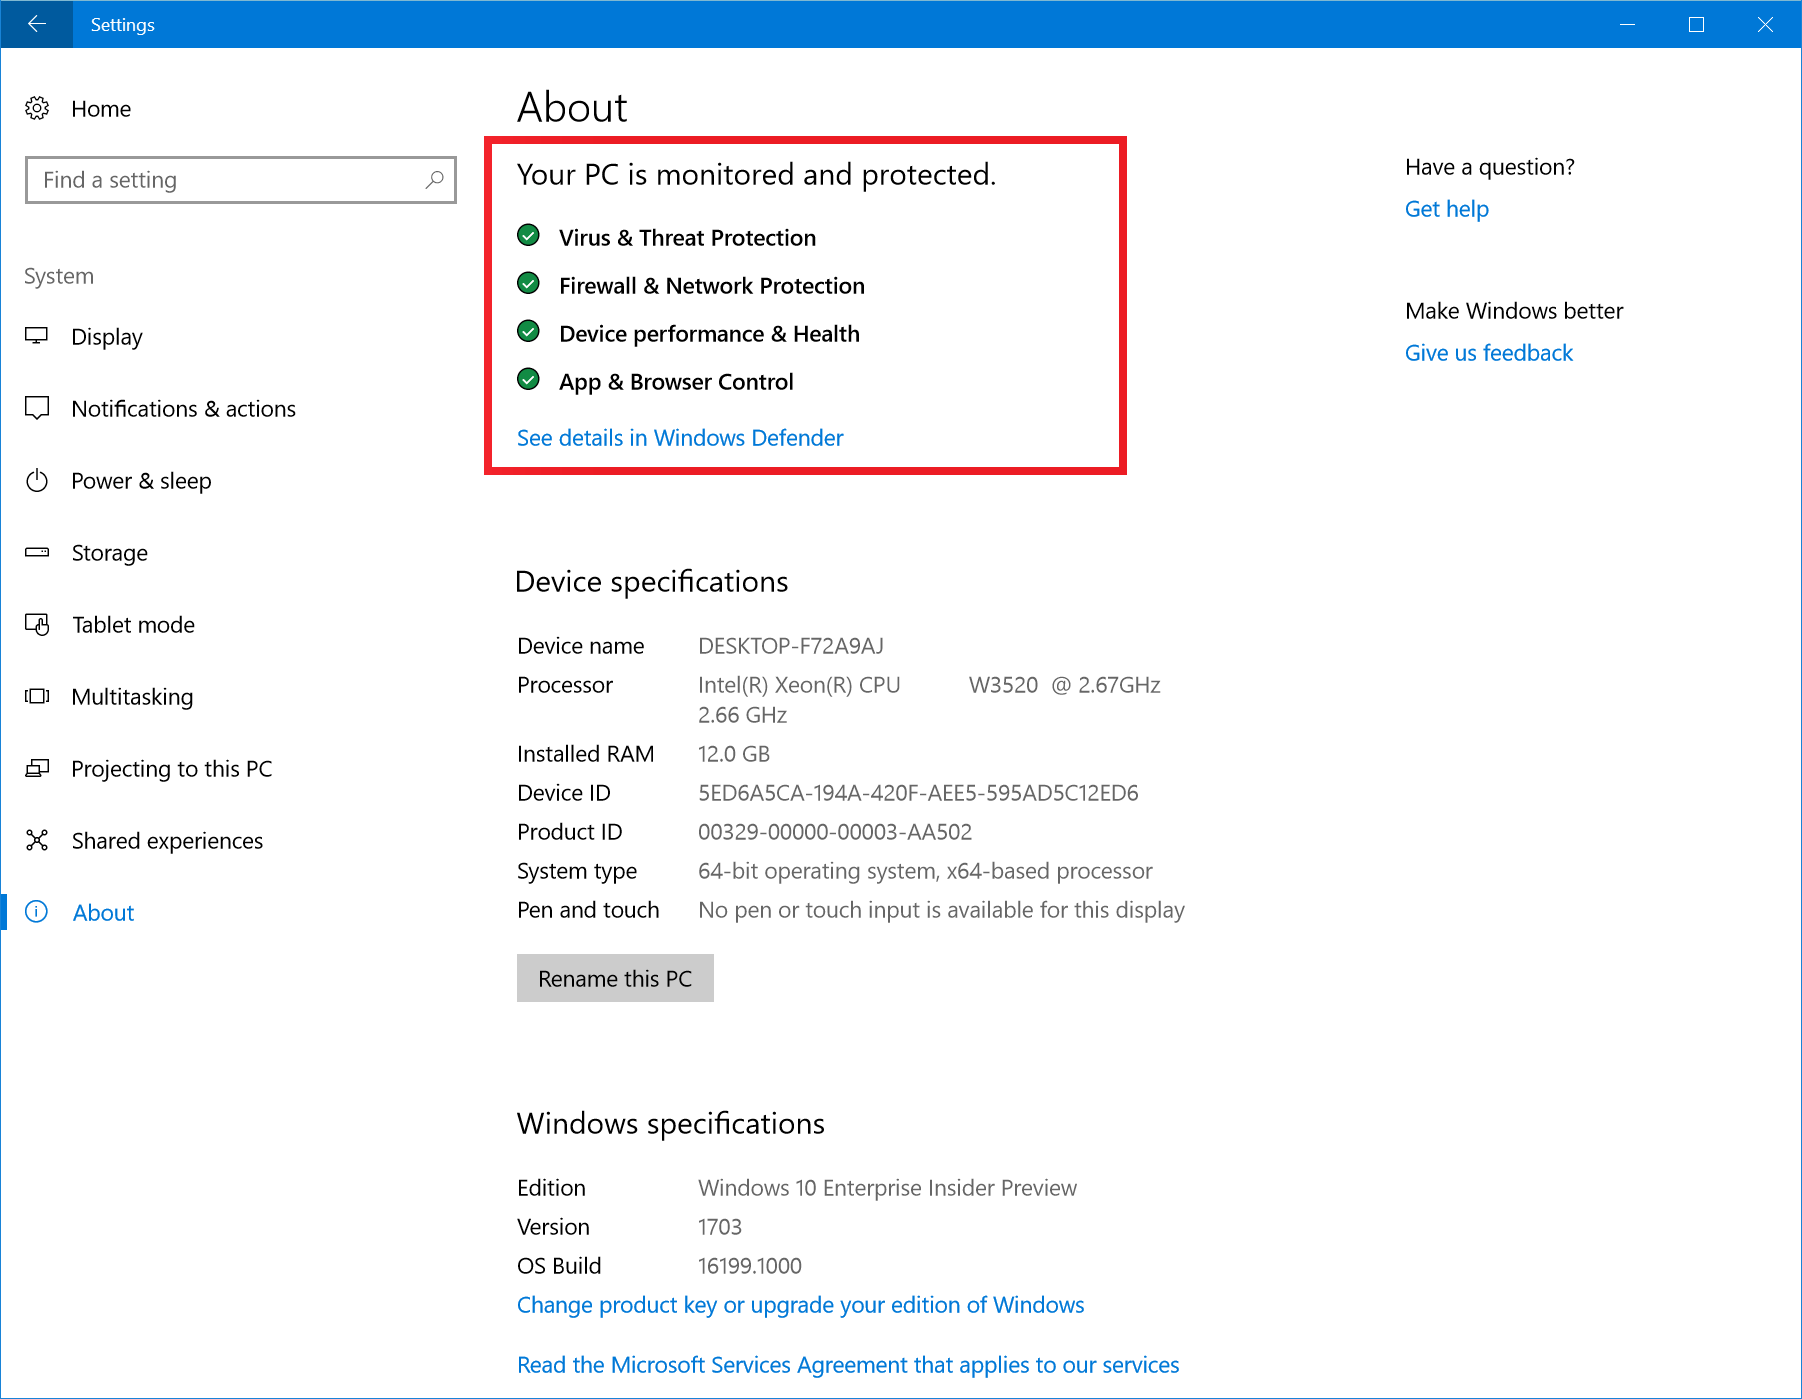 Settings
Home
Find a setting
System
Display
Notifications & actions
Power & sleep
Storage
Tablet mode
Multitasking
Projecting to this PC
Shared experiences
About
About
Your PC is monitored and protected.
Virus & Threat Protection
Firewall & Network Protection
Device performance & Health
App & Browser Control
See details in Windows Defender
Device specifications
Device name DESKTOP-F72A9AJ
Processor Intel(R) Xeon(R) CPU W3520 @ 2.67GHz
2.66 GHz
Installed RAM 12.0 GB
Device ID 5ED6A5CA-194A-420F-AEE5-595AD5C12ED6
Product ID 00329-00000-00003-AA502
System type 64-bit operating system, x64-based processor
Pen and touch No pen or touch input is available for this display
Rename this PC
Windows specifications
Edition Windows 10 Enterprise Insider Preview
Version 1703
OS Build 16199.1000
Change product key or upgrade your edition of Windows
Read the Microsoft Services Agreement that applies to our services
Have a question?
Get help
Make Windows better
Give us feedback